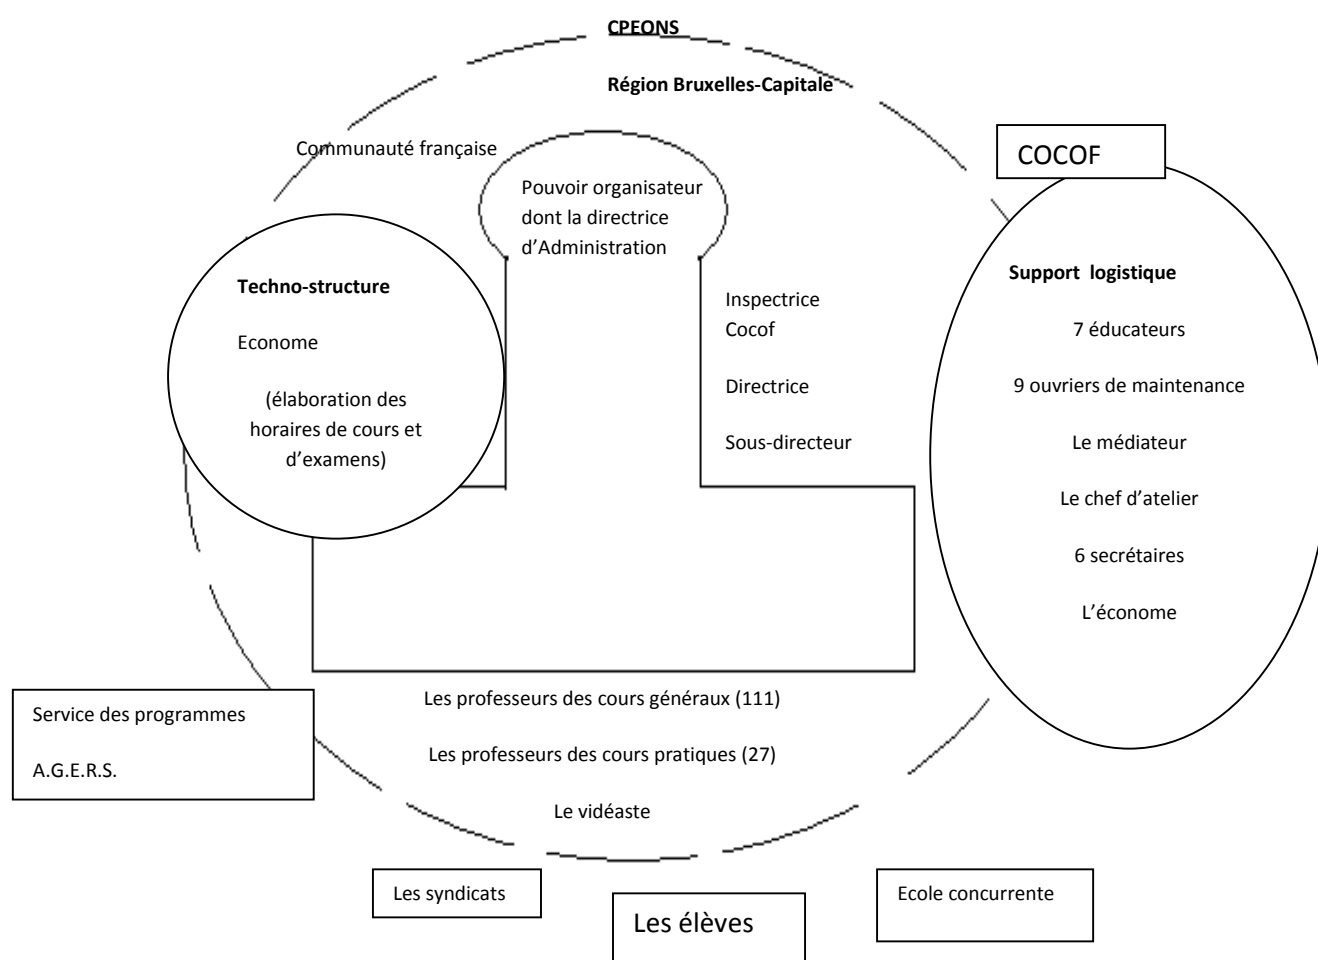 CPEONS
Région Bruxelles-Capitale
Communauté française
COCOF
Pouvoir organisateur
dont la directrice
d’Administration
Techno-structure
Econome
(élaboration des
horaires de cours et
d’examens)
Inspectrice
Cocof
Directrice
Sous-directeur
Support logistique
7 éducateurs
9 ouvriers de maintenance
Le médiateur
Le chef d’atelier
6 secrétaires
L’économe
Service des programmes
A.G.E.R.S.
Les professeurs des cours généraux (111)
Les professeurs des cours pratiques (27)
Le vidéaste
Les syndicats
Les élèves
Ecole concurrente